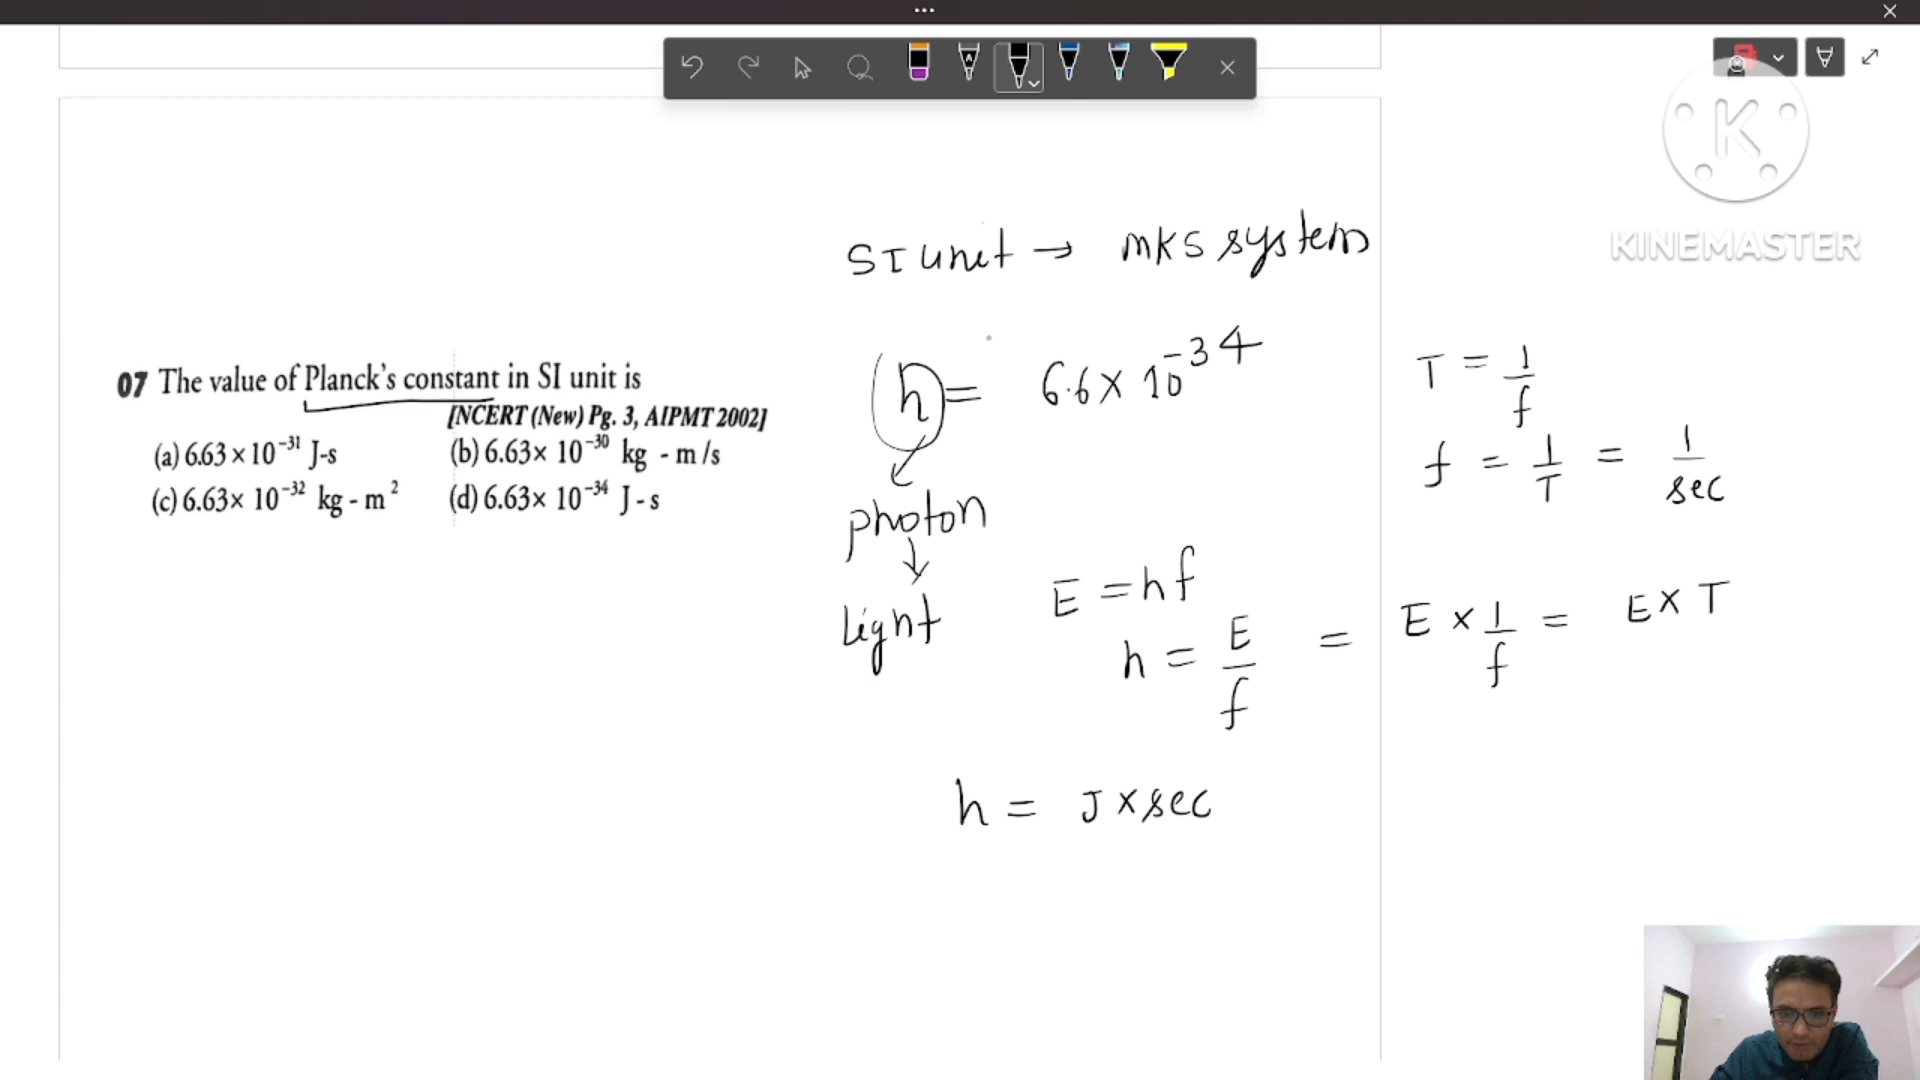 KINEMASTER
SI unit → MKS system
h = 6.6 × 10⁻³⁴
T = 1/f
07 The value of Planck's constant in SI unit is
[NCERT (New) Pg. 3, AIPMT 2002]
(a) 6.63 × 10⁻³¹ J-s (b) 6.63× 10⁻³⁰ kg - m/s
(c) 6.63× 10⁻³² kg - m² (d) 6.63× 10⁻³⁴ J - s
f = 1/T = 1/sec
photon
↓
Light
E = hf
h = E/f = E × 1/f = E × T
h = J × sec